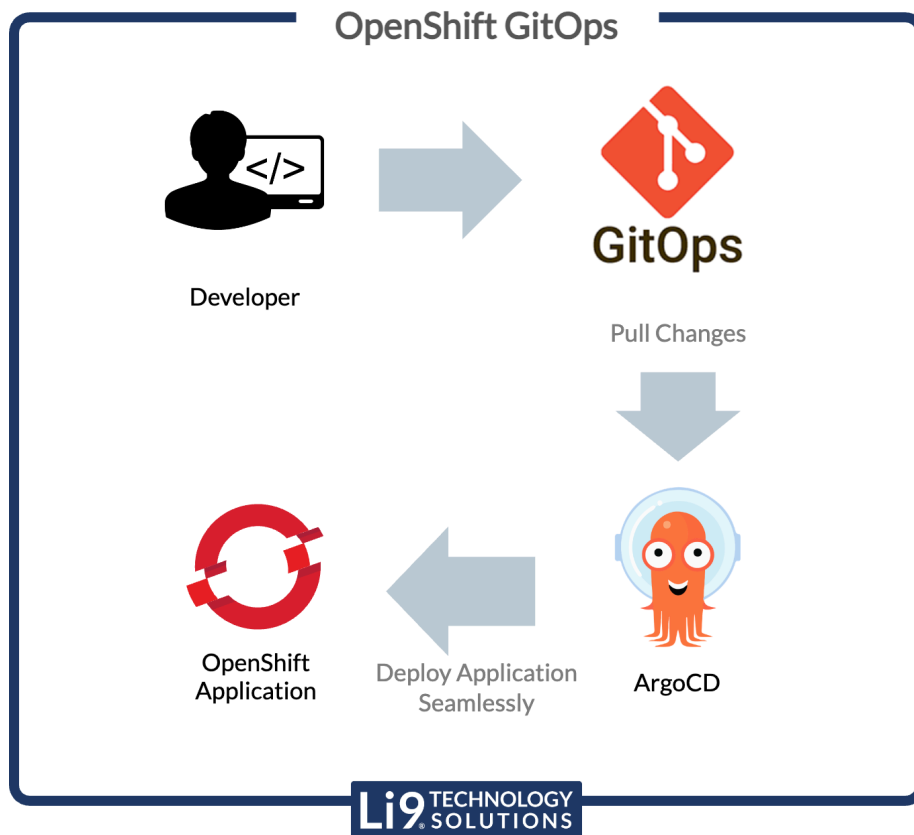 OpenShift GitOps
</>
GitOps
Developer
Pull Changes
OpenShift
Application
Deploy Application
Seamlessly
ArgoCD
Li9® TECHNOLOGY
SOLUTIONS